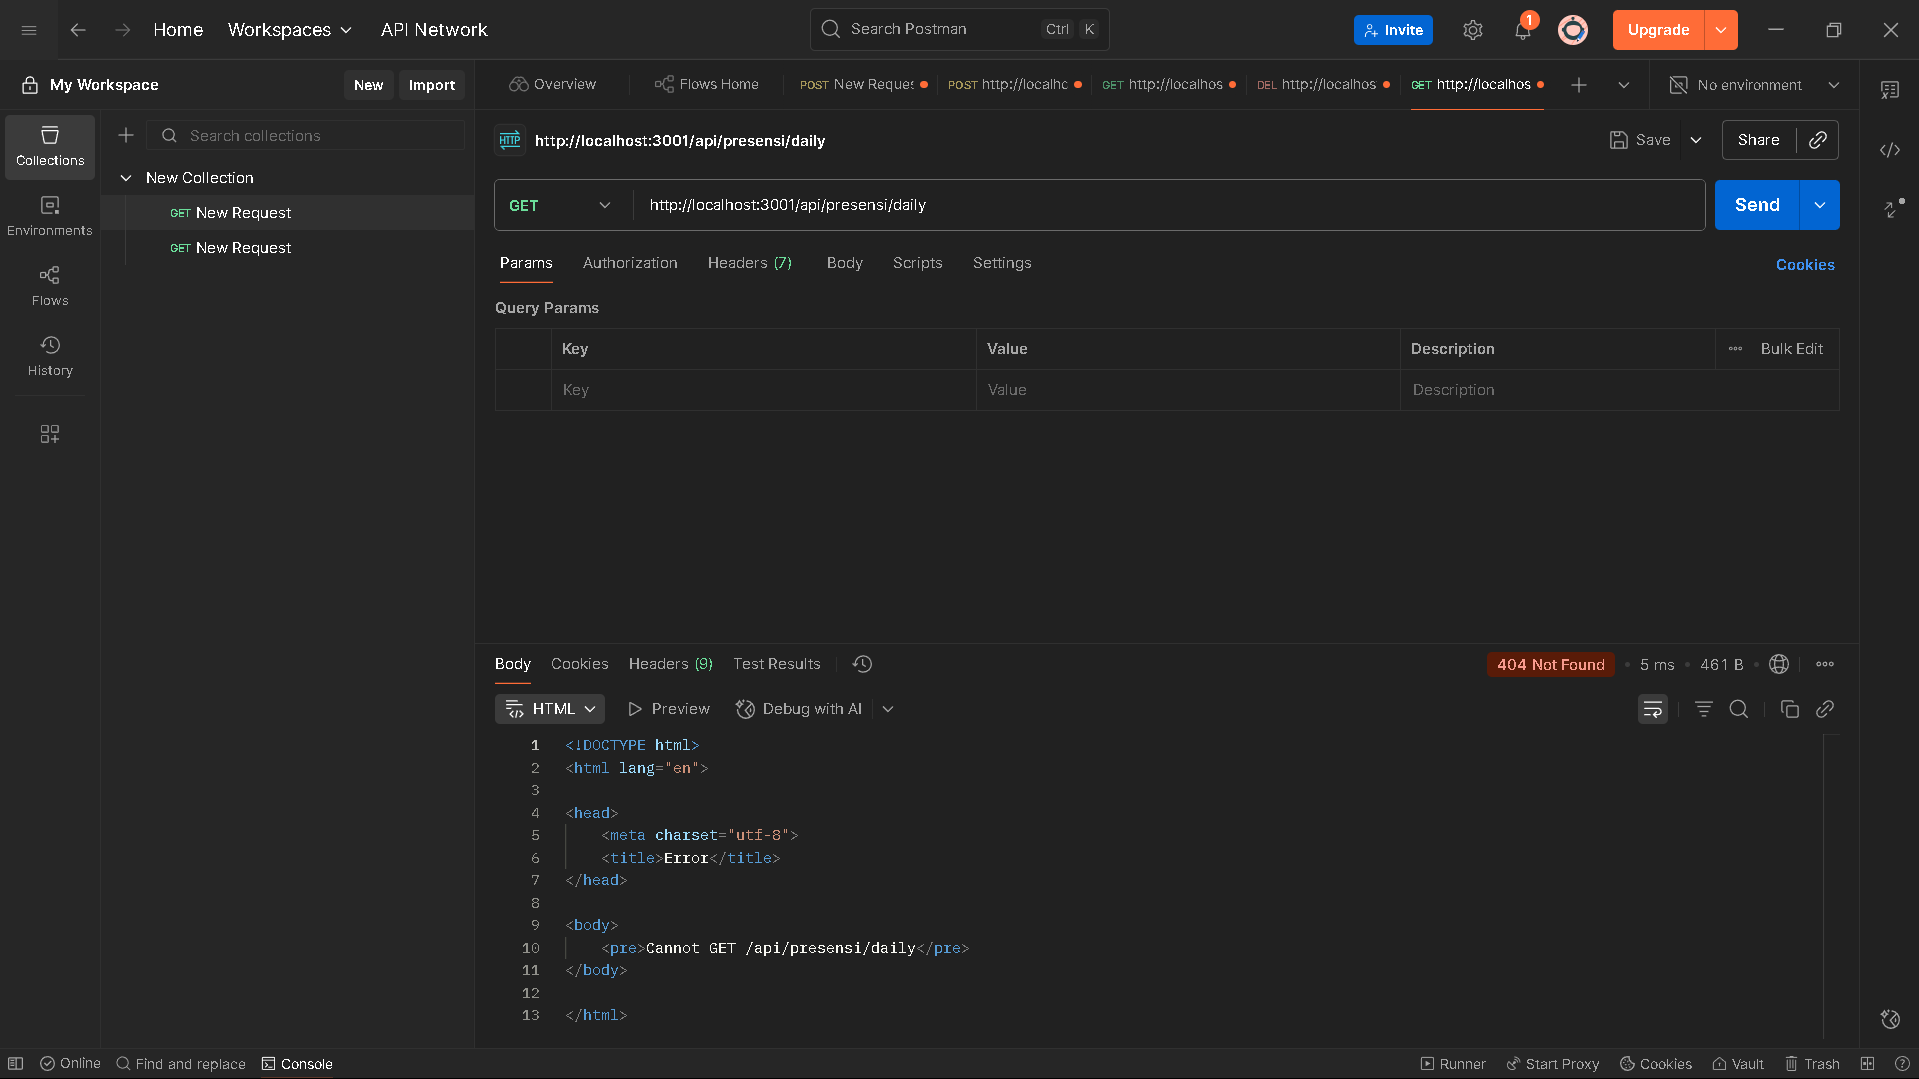 Home Workspaces API Network Search Postman Ctrl K Invite 1 Upgrade
My Workspace New Import Overview Flows Home POST New Reques POST http://localhc GET http://localhos DEL http://localhos GET http://localhos No environment
Collections
Environments
Flows
History
Search collections
New Collection
GET New Request
GET New Request
HTTP http://localhost:3001/api/presensi/daily Save Share
GET http://localhost:3001/api/presensi/daily Send
Params Authorization Headers (7) Body Scripts Settings Cookies
Query Params
Key Value Description Bulk Edit
Key Value Description
Body Cookies Headers (9) Test Results 404 Not Found 5 ms 461 B
HTML Preview Debug with AI
1 <!DOCTYPE html>
2 <html lang="en">
3
4 <head>
5 <meta charset="utf-8">
6 <title>Error</title>
7 </head>
8
9 <body>
10 <pre>Cannot GET /api/presensi/daily</pre>
11 </body>
12
13 </html>
Online Find and replace Console Runner Start Proxy Cookies Vault Trash